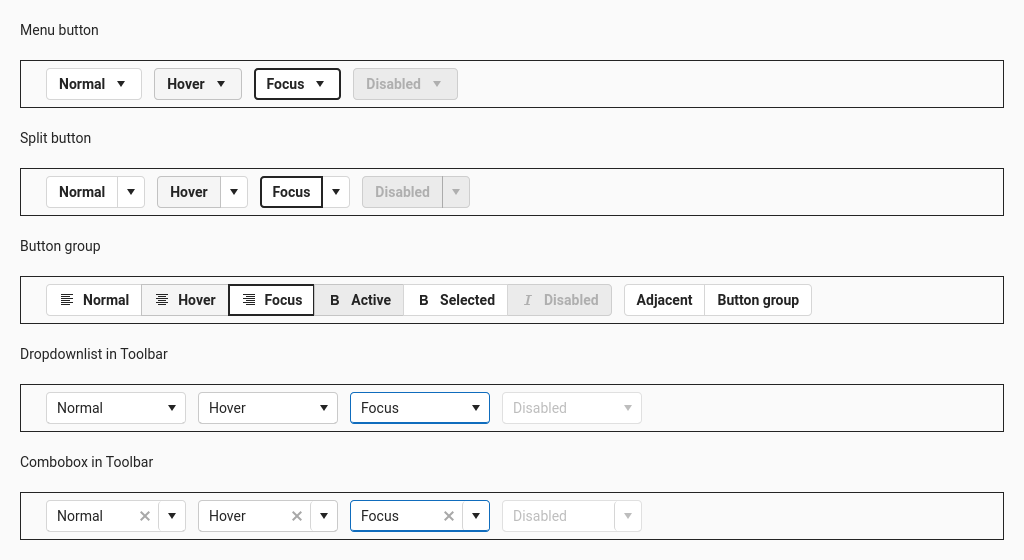 Menu button
Normal Hover Focus Disabled
Split button
Normal Hover Focus Disabled
Button group
Normal Hover Focus B Active B Selected I Disabled Adjacent Button group
Dropdownlist in Toolbar
Normal Hover Focus Disabled
Combobox in Toolbar
Normal Hover Focus Disabled